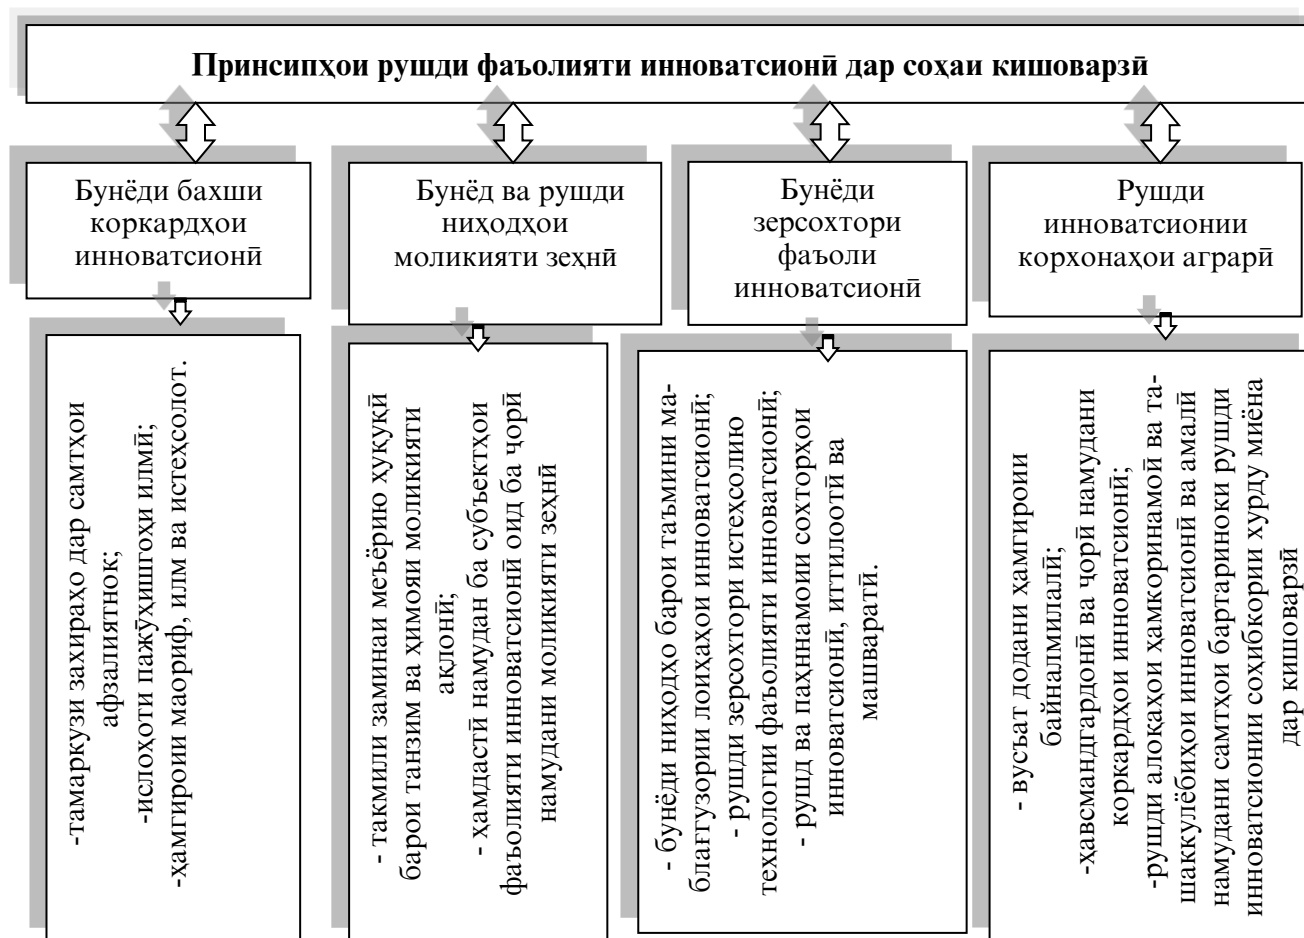 Принсипҳои рушди фаъолияти инноватсионӣ дар соҳаи кишоварзӣ
Бунёди бахши
коркардҳои
инноватсионӣ
Бунёд ва рушди
ниҳодҳои
моликияти зеҳнӣ
Бунёди
зерсохтори
фаъоли
инноватсионӣ
Рушди
инноватсионии
корхонаҳои аграрӣ
-тамаркузи захираҳо дар самтҳои
афзалиятнок;
-ислоҳоти пажӯҳишгоҳи илмӣ;
-ҳамгироии маориф, илм ва истеҳсолот.
- такмили заминаи меъёрию ҳуқуқӣ
барои танзим ва ҳимояи моликияти
ақлонӣ;
- ҳамдастӣ намудан ба субъектҳои
фаъолияти инноватсионӣ оид ба ҷорӣ
намудани моликияти зеҳнӣ
- бунёди ниҳодҳо барои таъмини ма-
блағгузории лоиҳаҳои инноватсионӣ;
- рушди зерсохтори истеҳсолию
технологии фаъолияти инноватсионӣ;
- рушд ва паҳннамоии сохторҳои
инноватсионӣ, иттилоотӣ ва
машваратӣ.
- вусъат додани ҳамгирои
байналмилалӣ;
-ҳавсмандгардонӣ ва ҷорӣ намудани
коркардҳои инноватсионӣ;
-рушди алоқаҳои ҳамкоринамоӣ ва та-
шаккулёбиҳои инноватсионӣ ва амалӣ
намудани самтҳои бартариноки рушди
инноватсионии соҳибкории хурду миёна
дар кишоварзӣ